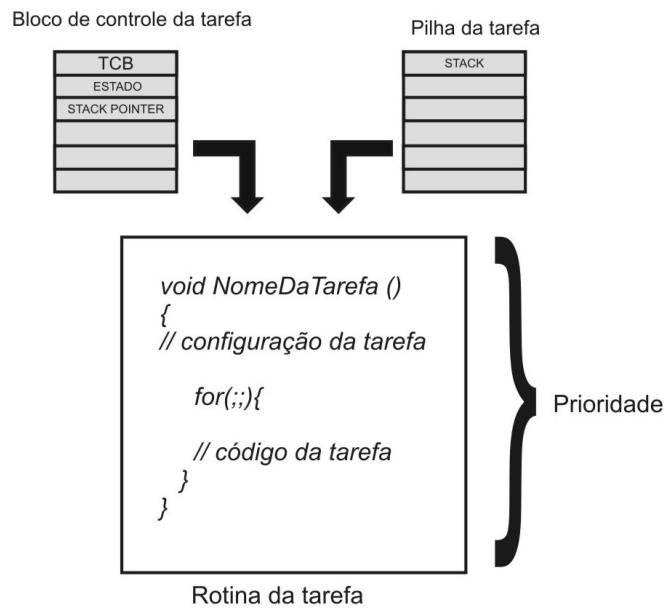 Bloco de controle da tarefa
Pilha da tarefa
TCB
ESTADO
STACK POINTER
STACK
void NomeDaTarefa ()
{
// configuração da tarefa
for(;;){
// código da tarefa
}
}
Prioridade
Rotina da tarefa